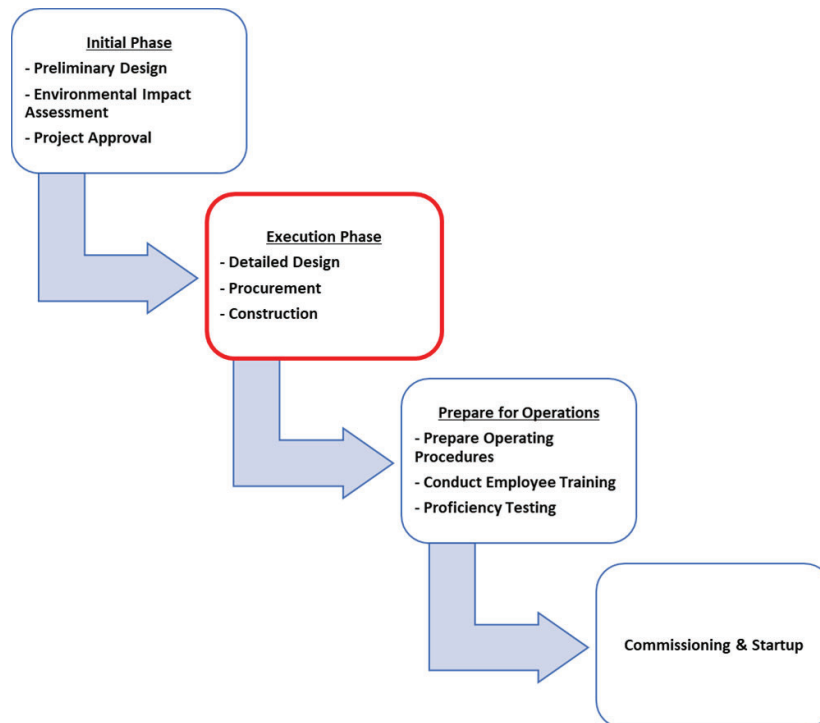 Initial Phase
- Preliminary Design
- Environmental Impact
Assessment
- Project Approval
Execution Phase
- Detailed Design
- Procurement
- Construction
Prepare for Operations
- Prepare Operating
Procedures
- Conduct Employee Training
- Proficiency Testing
Commissioning & Startup